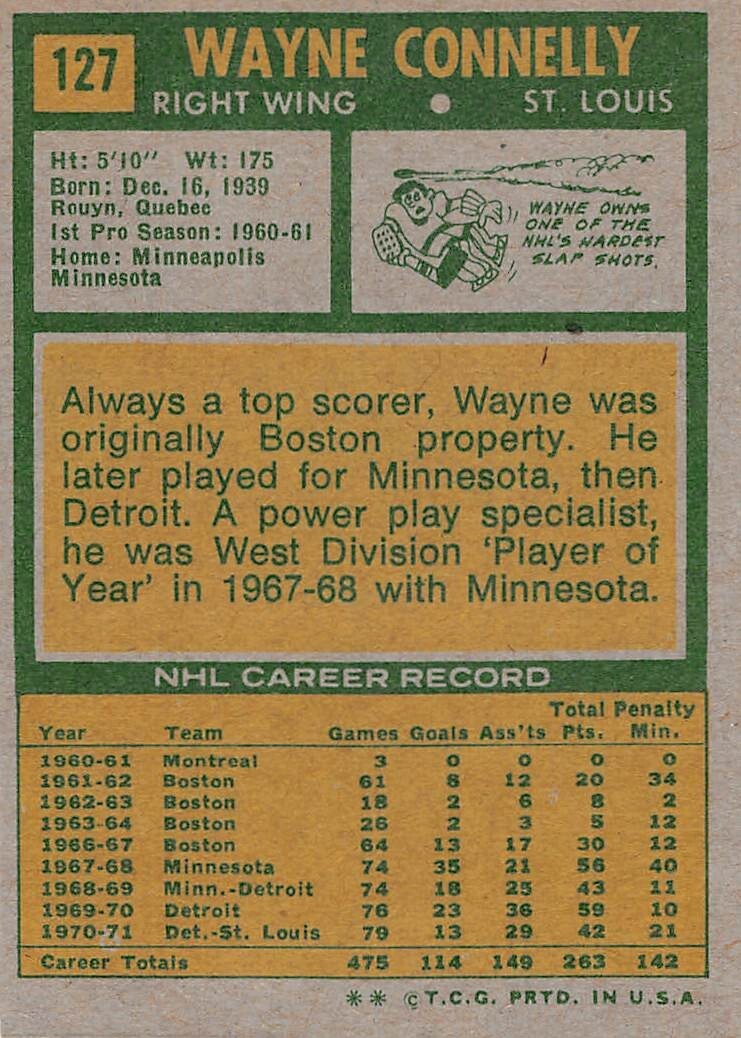 127
WAYNE CONNELLY
RIGHT WING • ST. LOUIS
Ht: 5'10" Wt: 175
Born: Dec. 16, 1939
Rouyn, Quebec
1st Pro Season: 1960-61
Home: Minneapolis
Minnesota
WAYNE OWNS
ONE OF THE
NHL'S HARDEST
SLAP SHOTS.
Always a top scorer, Wayne was
originally Boston property. He
later played for Minnesota, then
Detroit. A power play specialist,
he was West Division 'Player of
Year' in 1967-68 with Minnesota.
NHL CAREER RECORD
Total Penalty
Year Team Games Goals Ass'ts Pts. Min.
1960-61 Montreal 3 0 0 0 0
1961-62 Boston 61 8 12 20 34
1962-63 Boston 18 2 6 8 2
1963-64 Boston 26 2 3 5 12
1966-67 Boston 64 13 17 30 12
1967-68 Minnesota 74 35 21 56 40
1968-69 Minn.-Detroit 74 18 25 43 11
1969-70 Detroit 76 23 36 59 10
1970-71 Det.-St. Louis 79 13 29 42 21
Career Totals 475 114 149 263 142
** © T.C.G. PRTD. IN U.S.A.